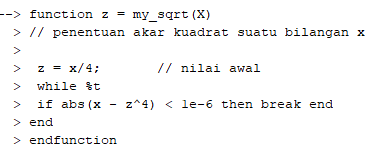 --> function z = my_sqrt(X)
> // penentuan akar kuadrat suatu bilangan x
>
> z = x/4; // nilai awal
> while %t
> if abs(x - z^4) < 1e-6 then break end
> end
> endfunction